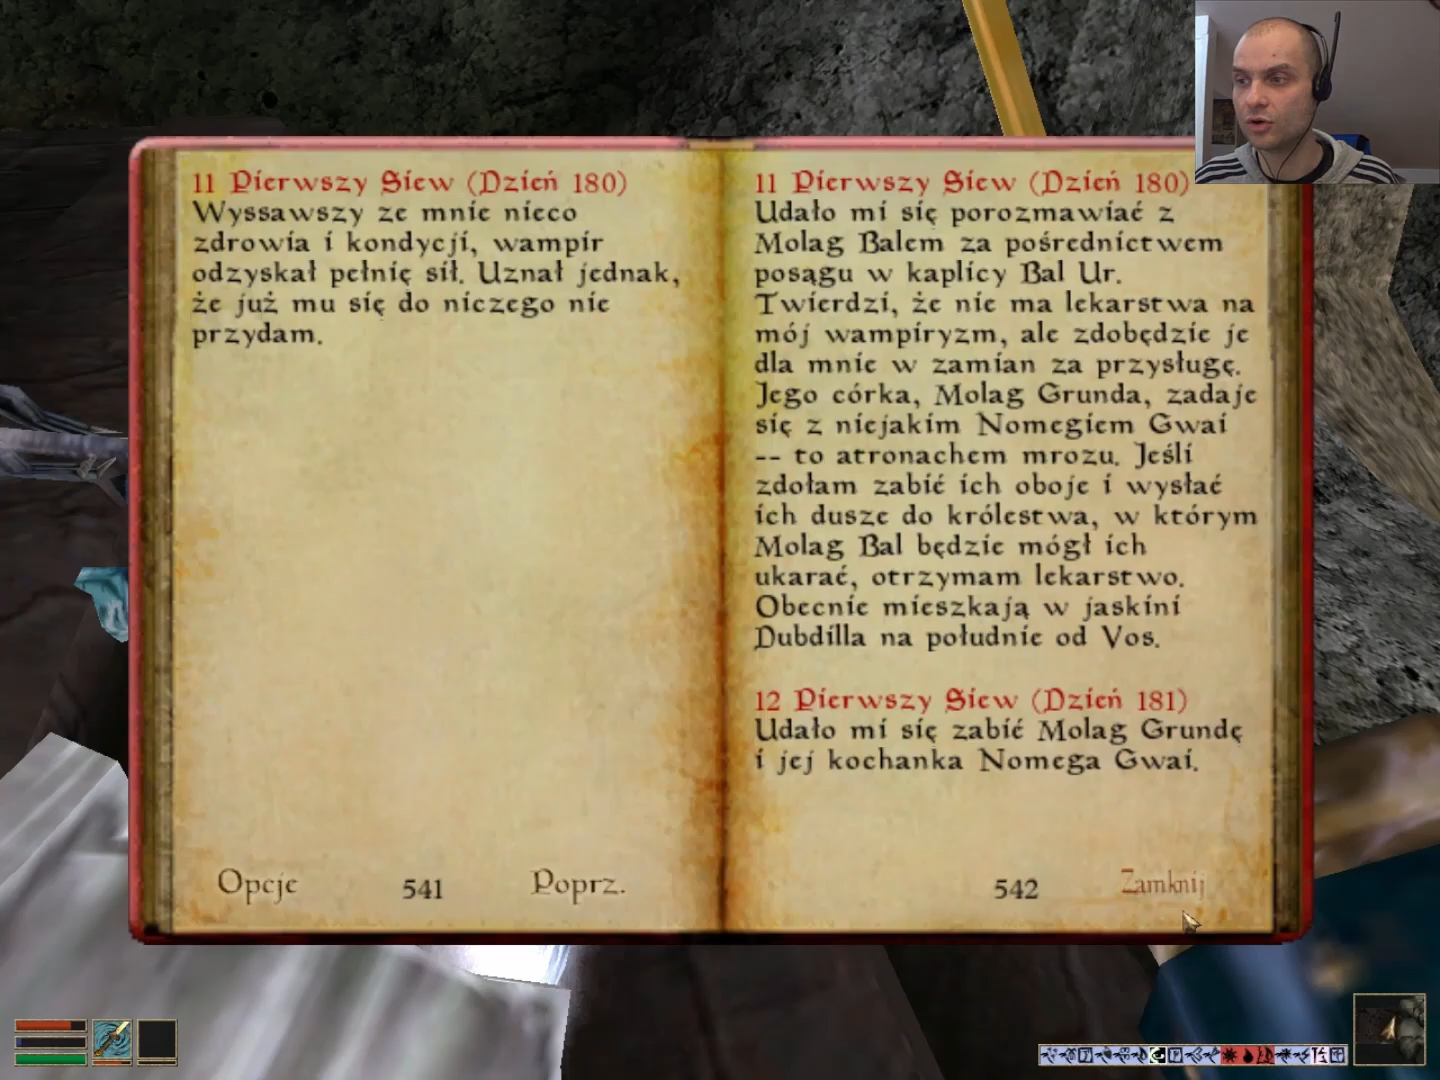 11 Pierwszy Siew (Dzień 180)
Wyssawszy ze mnie nieco
zdrowia i kondycji, wampir
odzyskał pełnię sił. Uznał jednak,
że już mu się do niczego nie
przydam.
Opcje
541
Poprz.
11 Pierwszy Siew (Dzień 180)
Udało mi się porozmawiać z
Molag Balem za pośrednictwem
posągu w kaplicy Bal Ur.
Twierdzi, że nie ma lekarstwa na
mój wampiryzm, ale zdobędzie je
dla mnie w zamian za przysługę.
Jego córka, Molag Grunda, zadaje
się z niejakim Nomegiem Gwai
-- to atronachem mrozu. Jeśli
zdołam zabić ich oboje i wysłać
ich dusze do królestwa, w którym
Molag Bal będzie mógł ich
ukarać, otrzymam lekarstwo.
Obecnie mieszkają w jaskini
Dubdilla na południe od Vos.
12 Pierwszy Siew (Dzień 181)
Udało mi się zabić Molag Grundę
i jej kochanka Nomega Gwai.
542
Zamknij